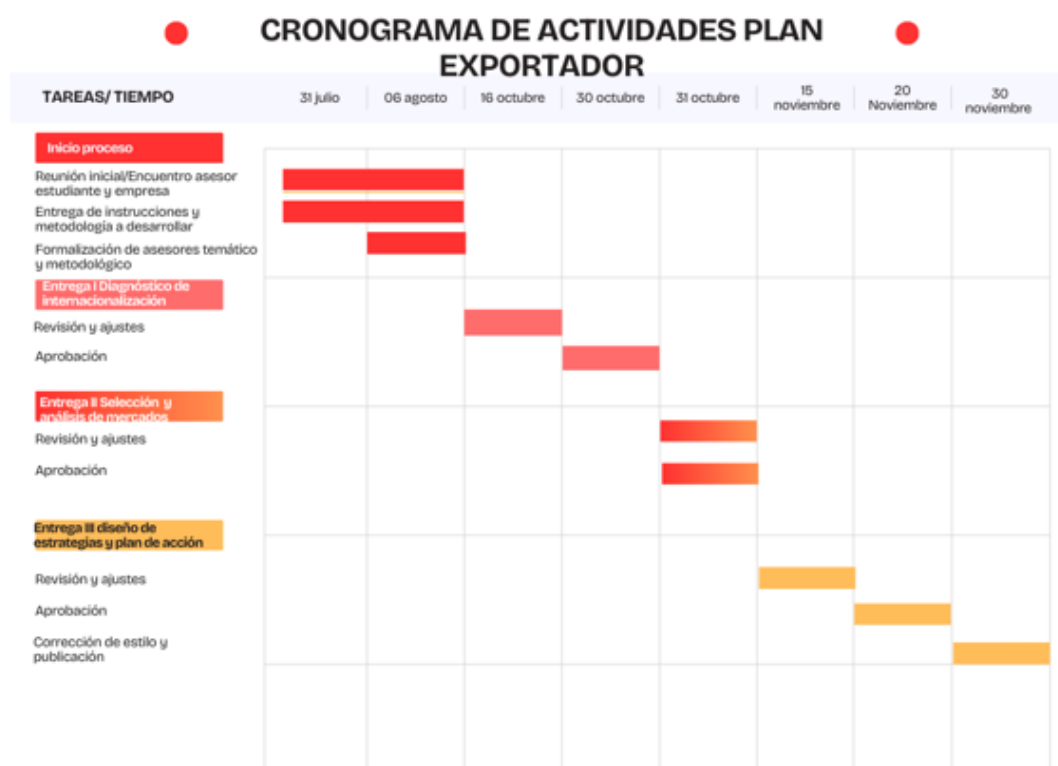 CRONOGRAMA DE ACTIVIDADES PLAN
EXPORTADOR
TAREAS/ TIEMPO
31 julio
06 agosto
16 octubre
30 octubre
31 octubre
15
noviembre
20
Noviembre
30
noviembre
Inicio proceso
Reunión inicial/Encuentro asesor
estudiante y empresa
Entrega de instrucciones y
metodología a desarrollar
Formalización de asesores temático
y metodológico
Entrega I Diagnóstico de
internacionalización
Revisión y ajustes
Aprobación
Entrega II Selección y
análisis de mercados
Revisión y ajustes
Aprobación
Entrega III diseño de
estrategias y plan de acción
Revisión y ajustes
Aprobación
Corrección de estilo y
publicación